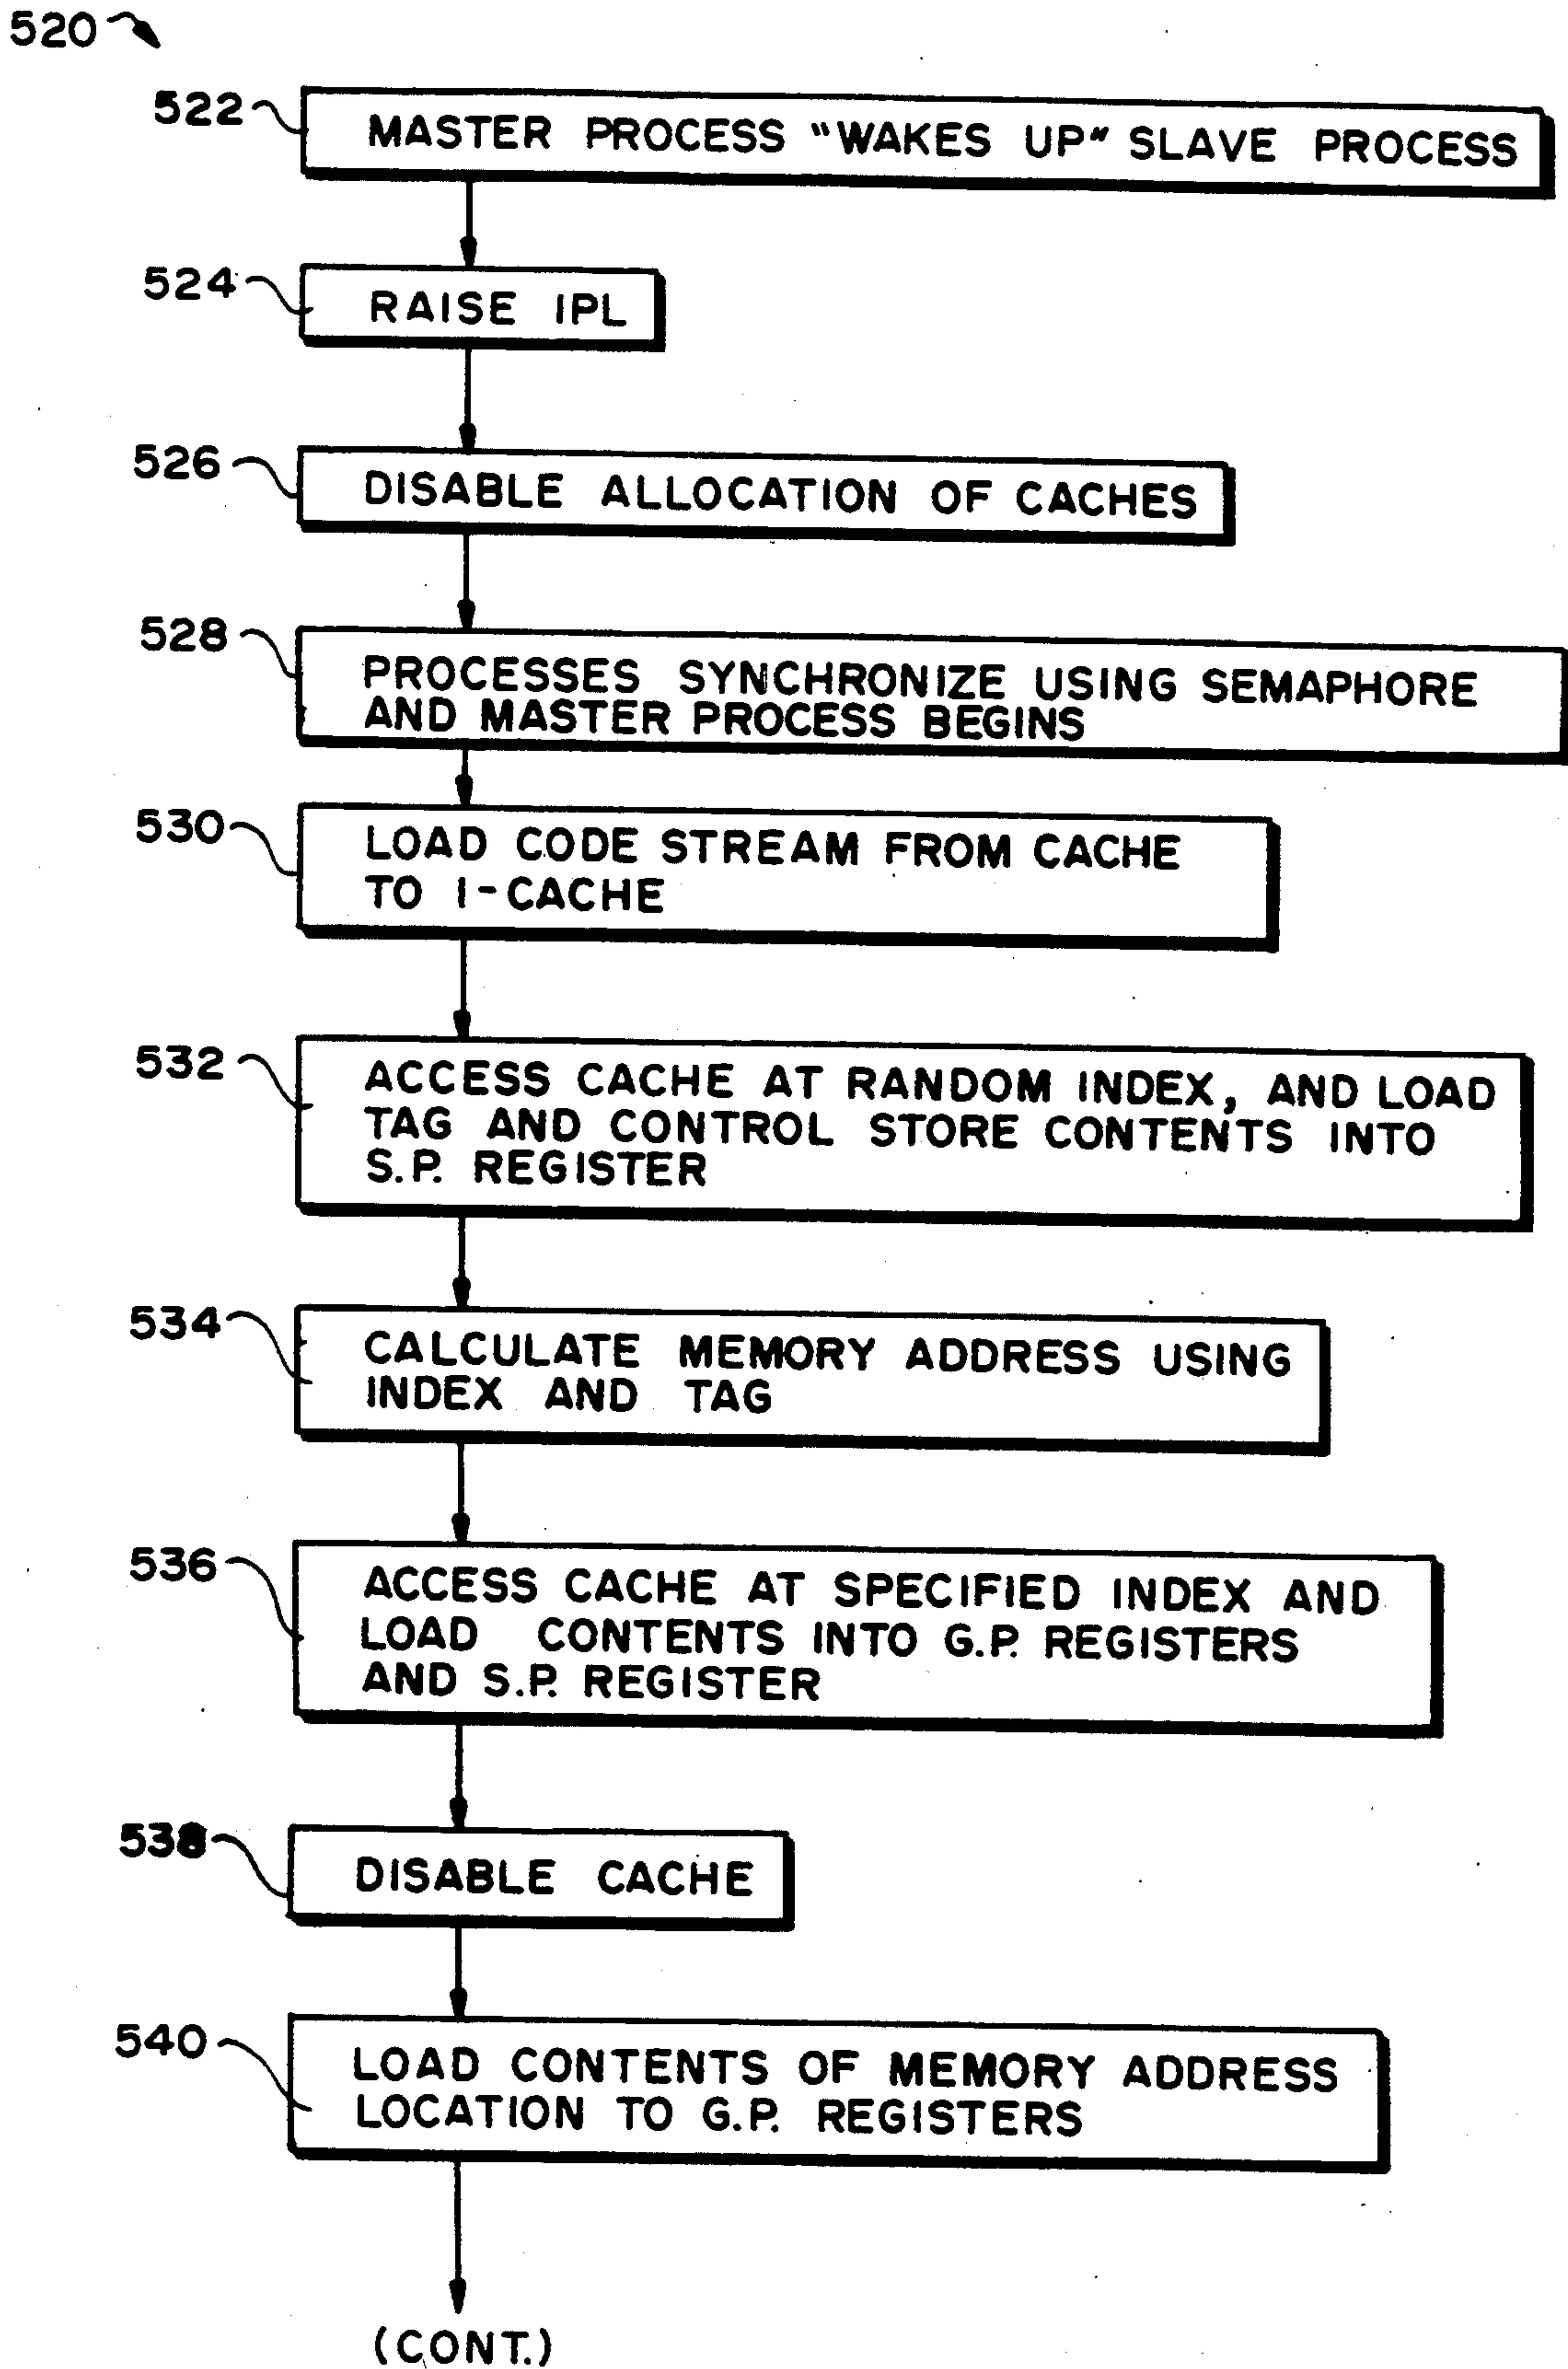 520
522
MASTER PROCESS "WAKES UP" SLAVE PROCESS
524
RAISE IPL
526
DISABLE ALLOCATION OF CACHES
528
PROCESSES SYNCHRONIZE USING SEMAPHORE
AND MASTER PROCESS BEGINS
530
LOAD CODE STREAM FROM CACHE
TO I-CACHE
532
ACCESS CACHE AT RANDOM INDEX, AND LOAD
TAG AND CONTROL STORE CONTENTS INTO
S.P. REGISTER
534
CALCULATE MEMORY ADDRESS USING
INDEX AND TAG
536
ACCESS CACHE AT SPECIFIED INDEX AND
LOAD CONTENTS INTO G.P. REGISTERS
AND S.P. REGISTER
538
DISABLE CACHE
540
LOAD CONTENTS OF MEMORY ADDRESS
LOCATION TO G.P. REGISTERS
(CONT.)